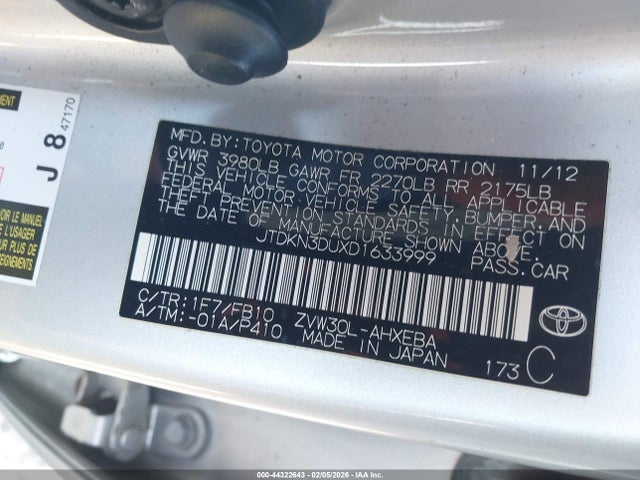 MENT
J 8
47170
MFD.BY:TOYOTA MOTOR CORPORATION 11/12
GVWR 3980LB GAWR FR 2270LB RR 2175LB
THIS VEHICLE CONFORMS TO ALL APPLICABLE
FEDERAL MOTOR VEHICLE SAFETY, BUMPER, AND
THEFT PREVENTION STANDARDS IN EFFECT ON
THE DATE OF MANUFACTURE SHOWN ABOVE.
JTDKN3DUXD1633999 PASS.CAR
C/TR:1F7/FB10 ZVW30L-AHXEBA
A/TM:-01A/P410 MADE IN JAPAN
173 C
TOYOTA
000-44322643 - 02/05/2026 - IAA Inc.